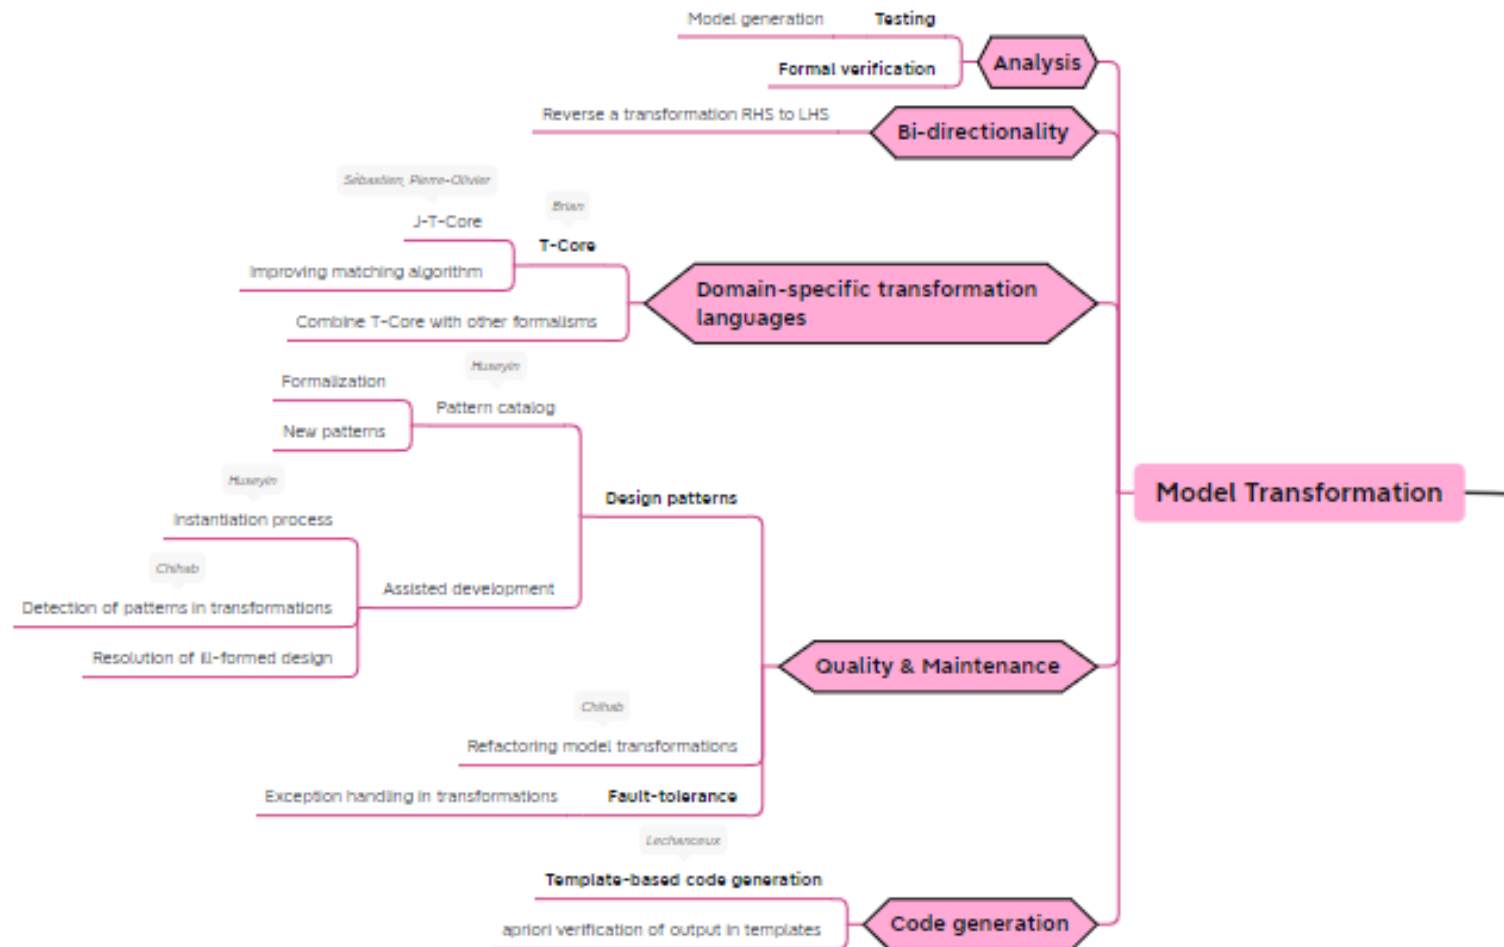 Model generation
Testing
Analysis
Formal verification
Reverse a transformation RHS to LHS
Bi-directionality
Sébastien, Pierre-Olivier
Brian
J-T-Core
T-Core
Improving matching algorithm
Domain-specific transformation
languages
Combine T-Core with other formalisms
Huseyin
Formalization
Pattern catalog
New patterns
Huseyin
Design patterns
Model Transformation
Instantiation process
Chihab
Assisted development
Detection of patterns in transformations
Resolution of ill-formed design
Quality & Maintenance
Chihab
Refactoring model transformations
Exception handling in transformations
Fault-tolerance
Lechanceux
Template-based code generation
Code generation
apriori verification of output in templates